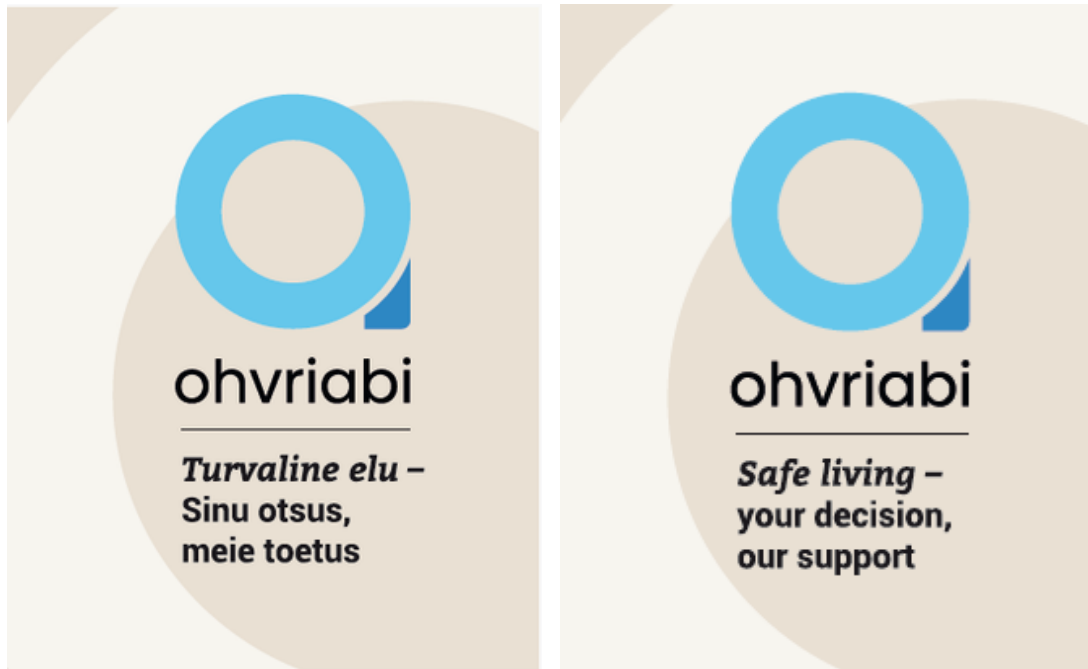 ohvriabi
Turvaline elu –
Sinu otsus,
meie toetus
ohvriabi
Safe living –
your decision,
our support